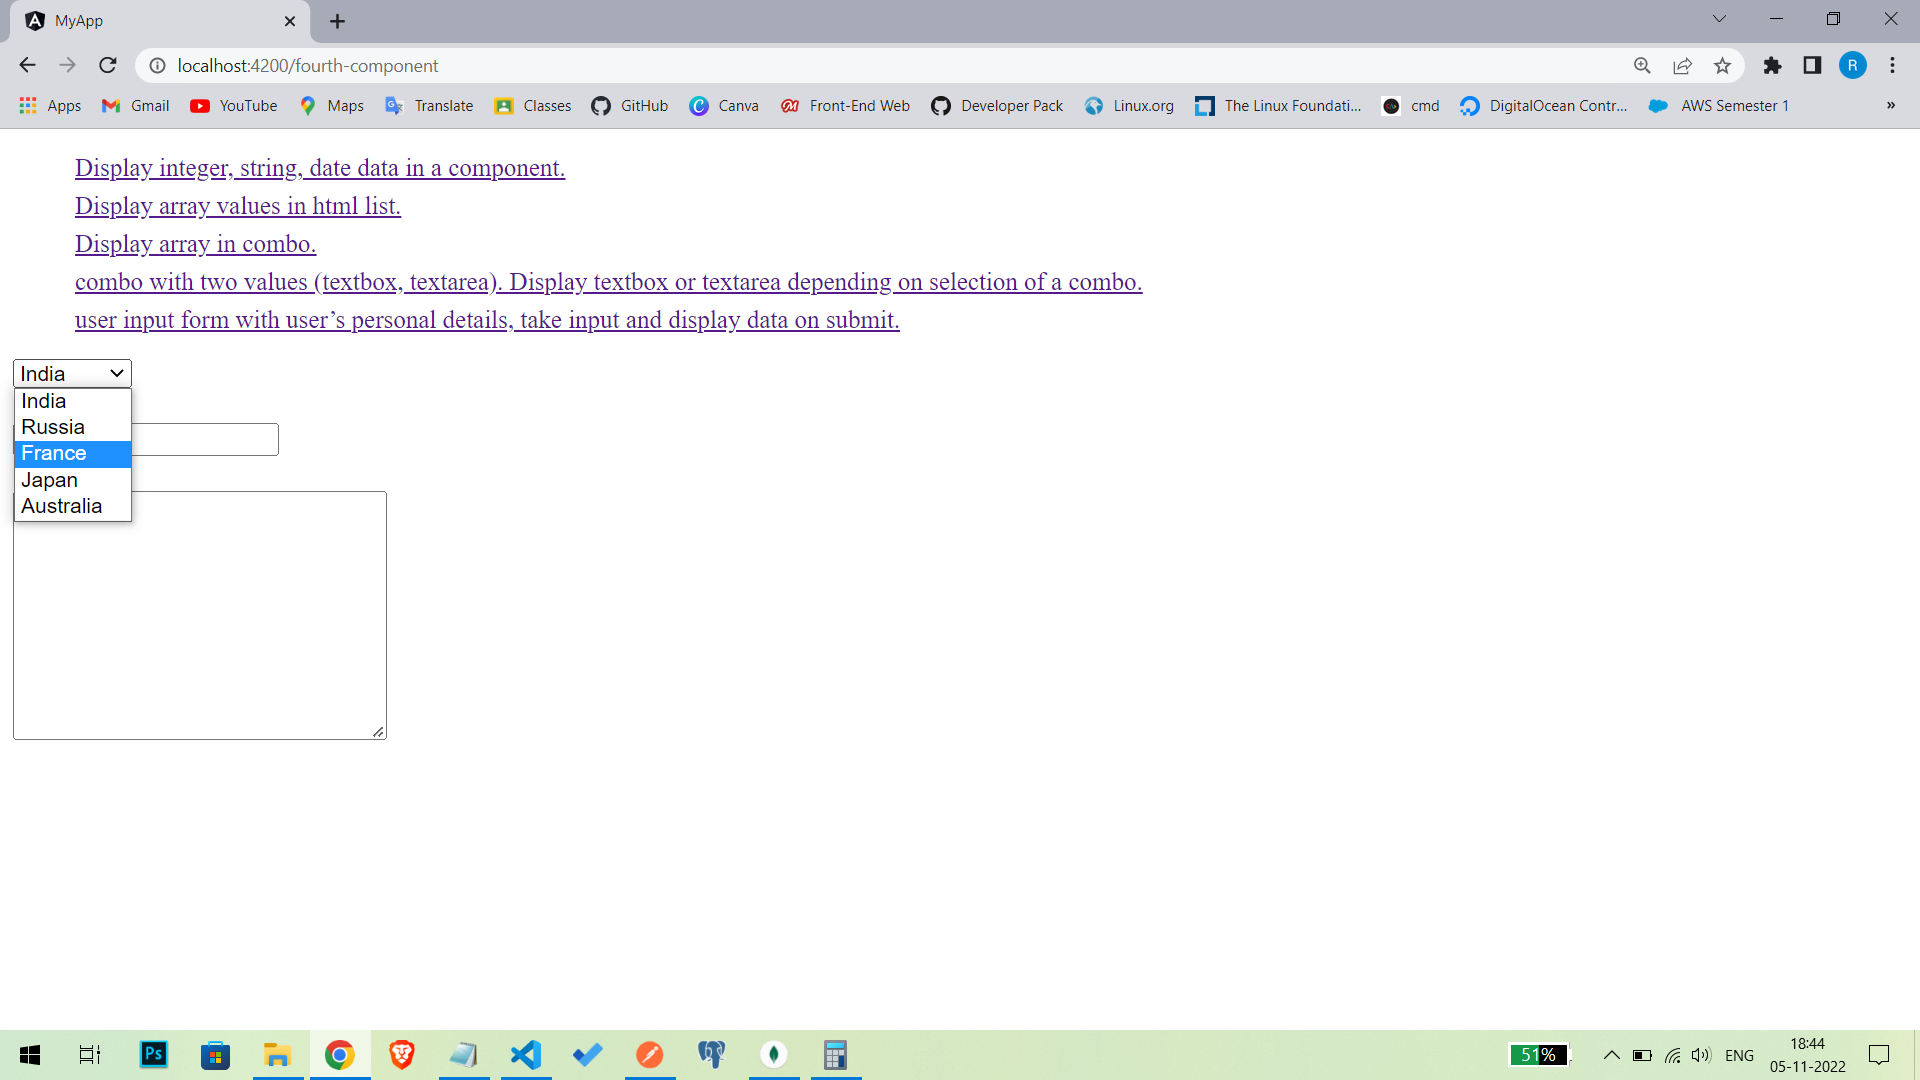 MyApp
localhost:4200/fourth-component
R
Apps Gmail YouTube Maps Translate Classes GitHub Canva Front-End Web Developer Pack Linux.org The Linux Foundati... cmd DigitalOcean Contr... AWS Semester 1 »
Display integer, string, date data in a component.
Display array values in html list.
Display array in combo.
combo with two values (textbox, textarea). Display textbox or textarea depending on selection of a combo.
user input form with user’s personal details, take input and display data on submit.
India
India
Russia
France
Japan
Australia
Ps
51%
ENG
18:44
05-11-2022